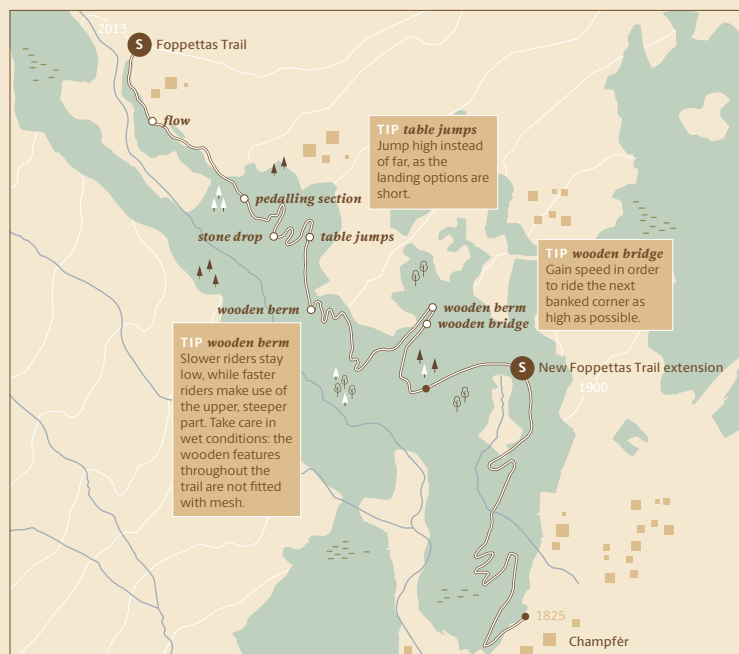 2013
S Foppettas Trail
flow
TIP table jumps
Jump high instead
of far, as the
landing options are
short.
pedalling section
stone drop
table jumps
TIP wooden bridge
Gain speed in order
to ride the next
banked corner as
high as possible.
wooden berm
wooden berm
wooden bridge
TIP wooden berm
Slower riders stay
low, while faster
riders make use of
the upper, steeper
part. Take care in
wet conditions: the
wooden features
throughout the
trail are not fitted
with mesh.
S New Foppettas Trail extension
1900
1825
Champfèr